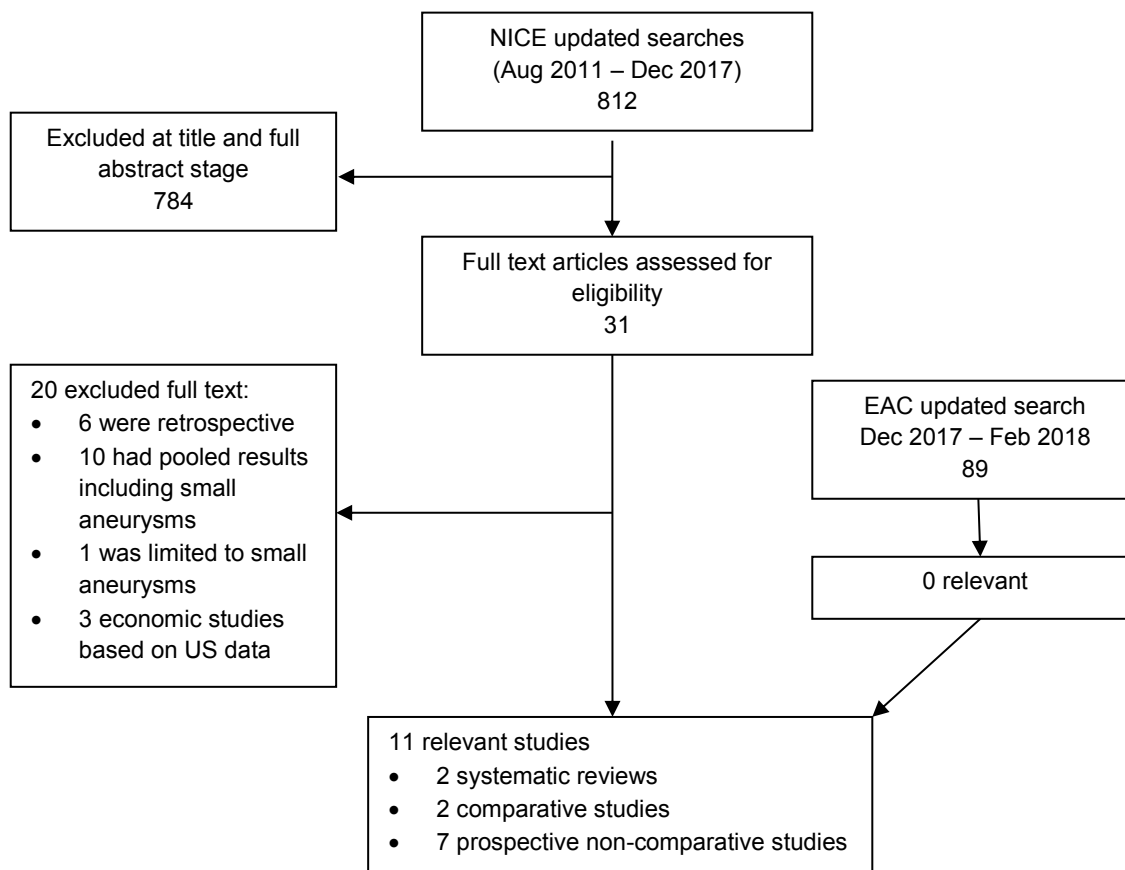 NICE updated searches
(Aug 2011 – Dec 2017)
812
Excluded at title and full
abstract stage
784
Full text articles assessed for
eligibility
31
20 excluded full text:
• 6 were retrospective
• 10 had pooled results
including small
aneurysms
• 1 was limited to small
aneurysms
• 3 economic studies
based on US data
EAC updated search
Dec 2017 – Feb 2018
89
0 relevant
11 relevant studies
• 2 systematic reviews
• 2 comparative studies
• 7 prospective non-comparative studies